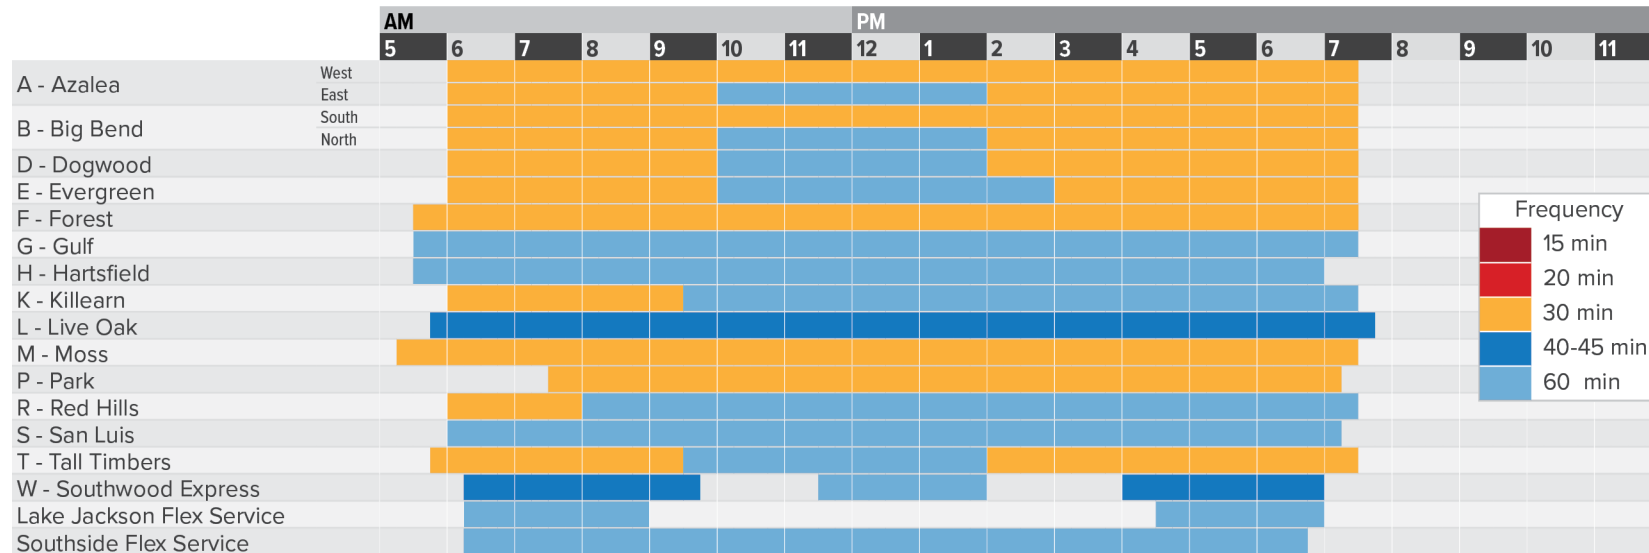 AM PM
5 6 7 8 9 10 11 12 1 2 3 4 5 6 7 8 9 10 11
A - Azalea
West
East
B - Big Bend
South
North
D - Dogwood
E - Evergreen
F - Forest
G - Gulf
H - Hartsfield
K - Killearn
L - Live Oak
M - Moss
P - Park
R - Red Hills
S - San Luis
T - Tall Timbers
W - Southwood Express
Lake Jackson Flex Service
Southside Flex Service
Frequency
15 min
20 min
30 min
40-45 min
60 min